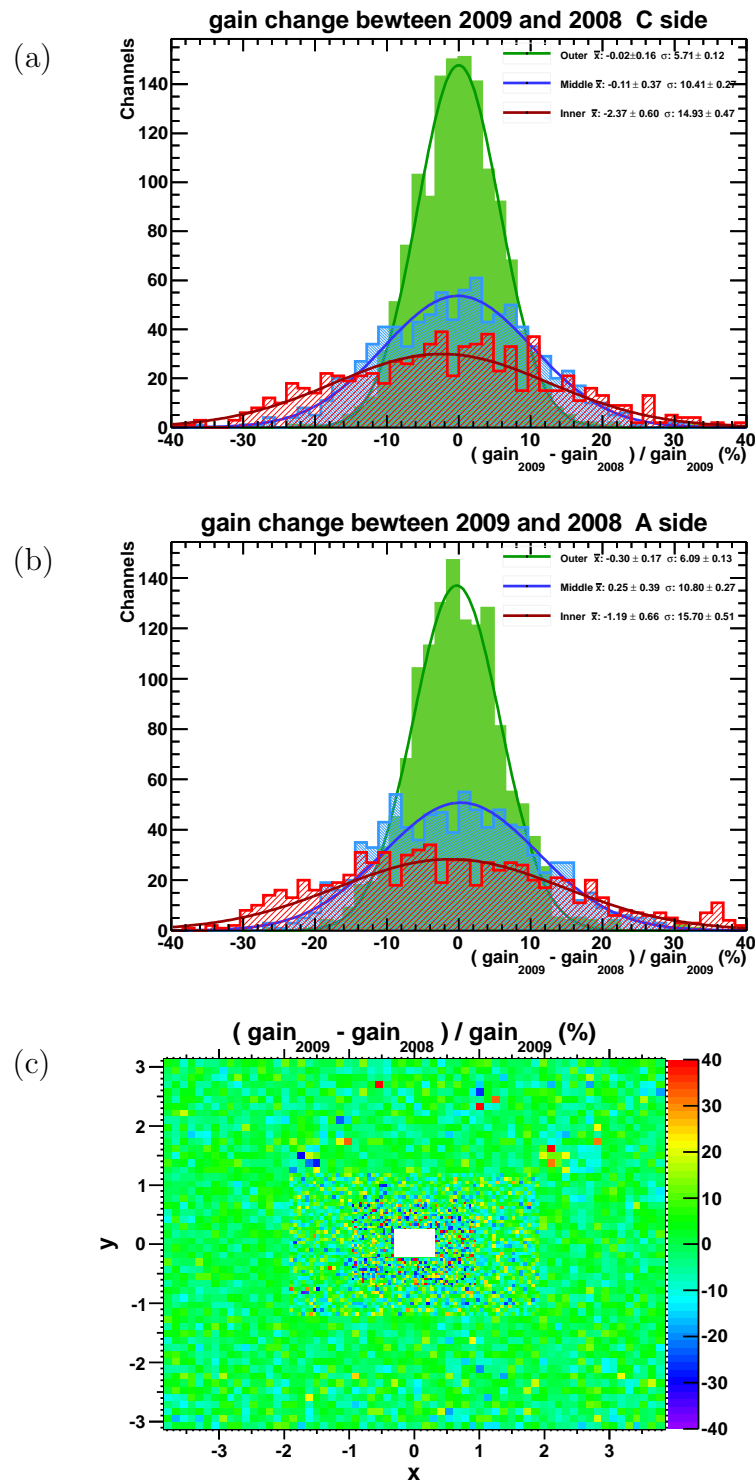 (a)
gain change bewteen 2009 and 2008 C side
Channels
140
120
100
80
60
40
20
0
Outer x̄: -0.02±0.16 σ: 5.71 ± 0.12
Middle x̄: -0.11 ± 0.37 σ: 10.41 ± 0.27
Inner x̄: -2.37 ± 0.60 σ: 14.93 ± 0.47
-40 -30 -20 -10 0 10 20 30 40
( gain2009 - gain2008 ) / gain2009 (%)
(b)
gain change bewteen 2009 and 2008 A side
Channels
140
120
100
80
60
40
20
0
Outer x̄: -0.30 ± 0.17 σ: 6.09 ± 0.13
Middle x̄: 0.25 ± 0.39 σ: 10.80 ± 0.27
Inner x̄: -1.19 ± 0.66 σ: 15.70 ± 0.51
-40 -30 -20 -10 0 10 20 30 40
( gain2009 - gain2008 ) / gain2009 (%)
(c)
( gain2009 - gain2008 ) / gain2009 (%)
y
3
2
1
0
-1
-2
-3
-3 -2 -1 0 1 2 3
x
40
30
20
10
0
-10
-20
-30
-40